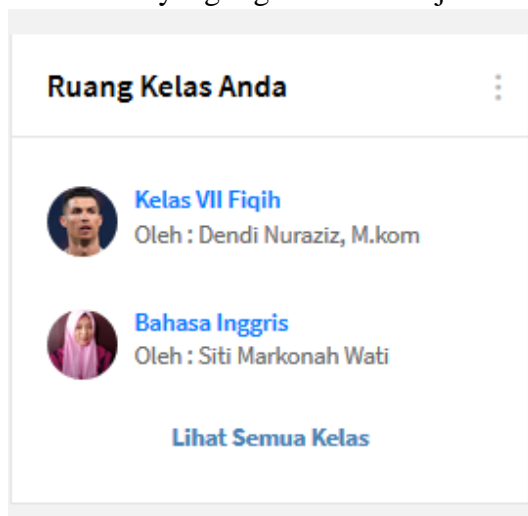 Ruang Kelas Anda
Kelas VII Fiqih
Oleh : Dendi Nuraziz, M.kom
Bahasa Inggris
Oleh : Siti Markonah Wati
Lihat Semua Kelas